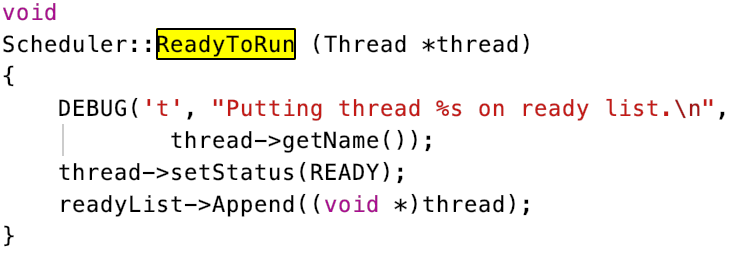 void
Scheduler::ReadyToRun (Thread *thread)
{
    DEBUG('t', "Putting thread %s on ready list.\n",
            thread->getName());
    thread->setStatus(READY);
    readyList->Append((void *)thread);
}